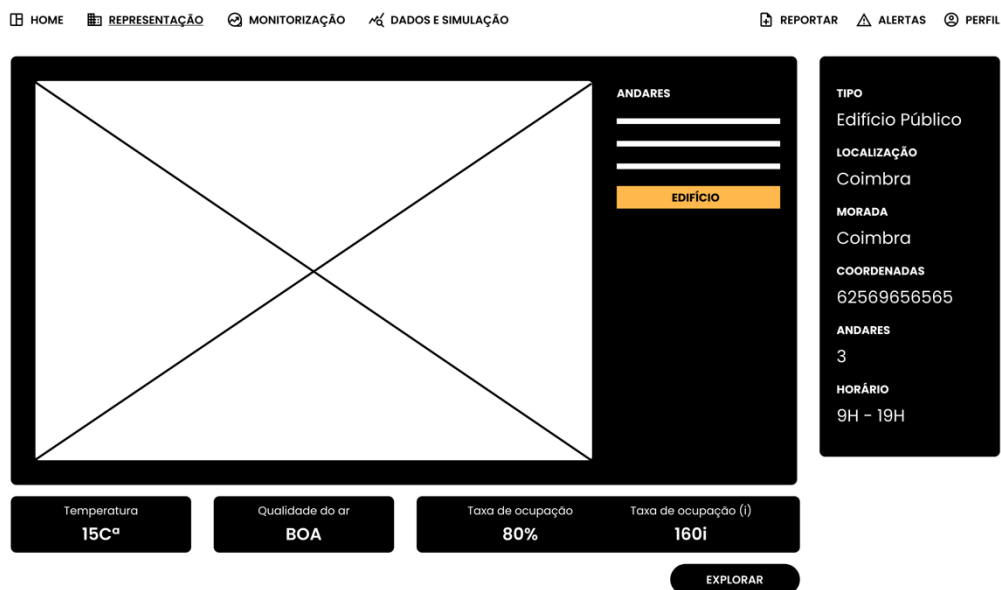 HOME REPRESENTAÇÃO MONITORIZAÇÃO DADOS E SIMULAÇÃO REPORTAR ALERTAS PERFIL
ANDARES
EDIFÍCIO
TIPO
Edifício Público
LOCALIZAÇÃO
Coimbra
MORADA
Coimbra
COORDENADAS
62569656565
ANDARES
3
HORÁRIO
9H - 19H
Temperatura
15Cª
Qualidade do ar
BOA
Taxa de ocupação
80%
Taxa de ocupação (i)
160i
EXPLORAR